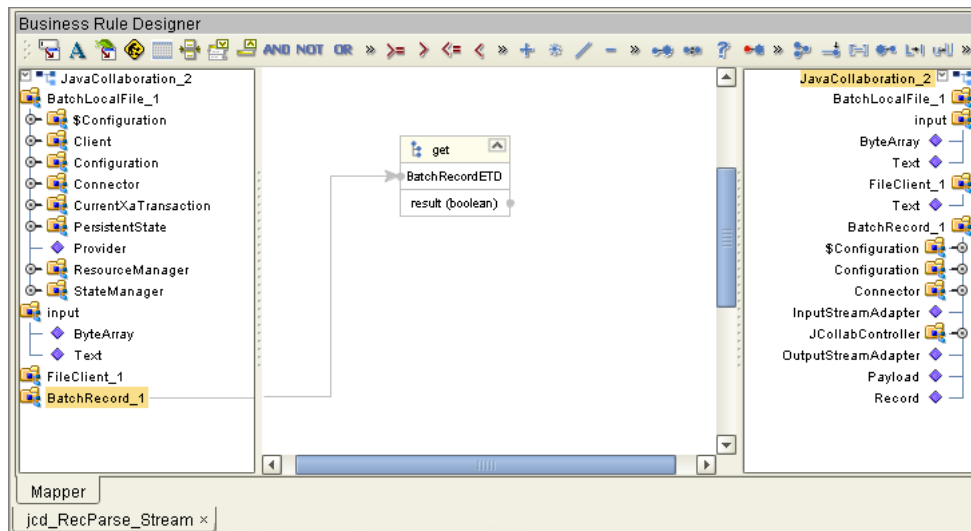 Business Rule Designer
A AND NOT OR » >= > <= < » + / - » ? » »
JavaCollaboration_2
BatchLocalFile_1
$Configuration
Client
Configuration
Connector
CurrentXaTransaction
PersistentState
Provider
ResourceManager
StateManager
input
ByteArray
Text
FileClient_1
BatchRecord_1
get
BatchRecordETD
result (boolean)
JavaCollaboration_2
BatchLocalFile_1
input
ByteArray
Text
FileClient_1
Text
BatchRecord_1
$Configuration
Configuration
Connector
InputStreamAdapter
JCollabController
OutputStreamAdapter
Payload
Record
Mapper
jcd_RecParse_Stream ×